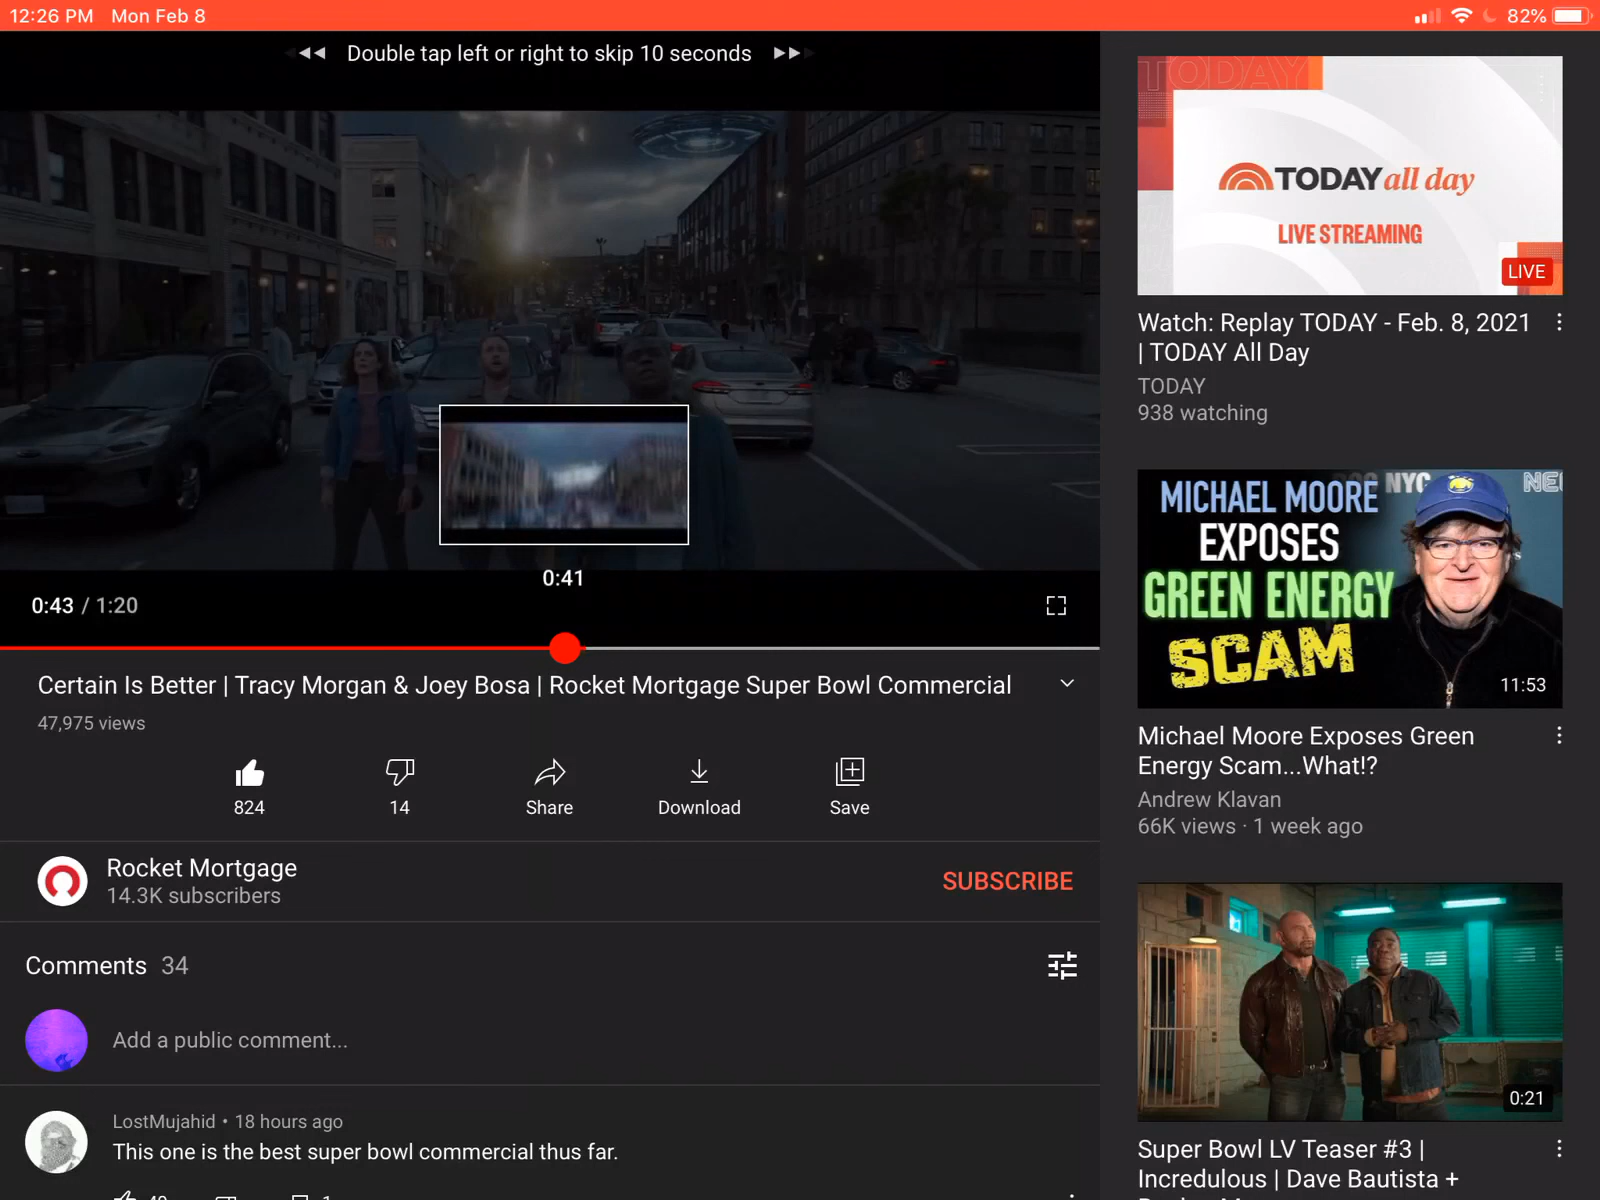 12:26 PM Mon Feb 8
82%
Double tap left or right to skip 10 seconds
0:41
0:43 / 1:20
Certain Is Better | Tracy Morgan & Joey Bosa | Rocket Mortgage Super Bowl Commercial
47,975 views
824
14
Share
Download
Save
Rocket Mortgage
14.3K subscribers
SUBSCRIBE
Comments 34
Add a public comment...
LostMujahid • 18 hours ago
This one is the best super bowl commercial thus far.
TODAY
TODAY all day
LIVE STREAMING
LIVE
Watch: Replay TODAY - Feb. 8, 2021
| TODAY All Day
TODAY
938 watching
NYC
MICHAEL MOORE
EXPOSES
GREEN ENERGY
SCAM
11:53
Michael Moore Exposes Green
Energy Scam...What!?
Andrew Klavan
66K views · 1 week ago
0:21
Super Bowl LV Teaser #3 |
Incredulous | Dave Bautista +